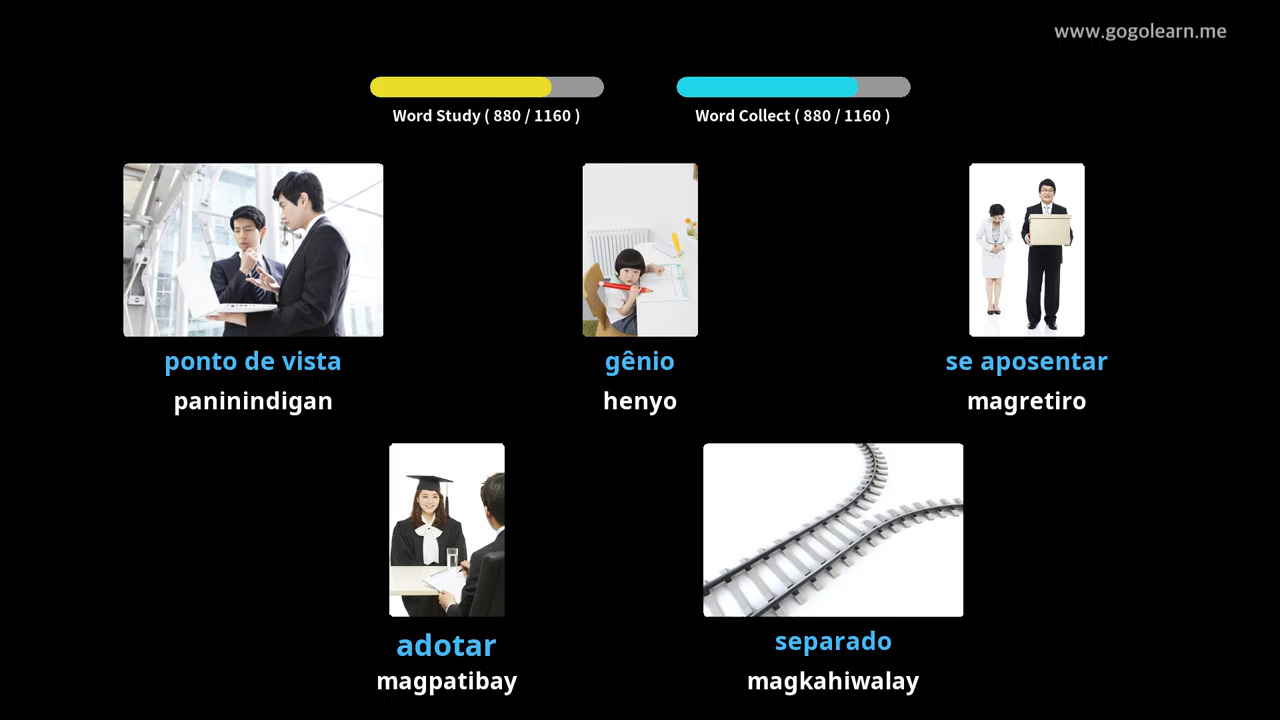 www.gogolearn.me
Word Study ( 880 / 1160 )
Word Collect ( 880 / 1160 )
ponto de vista
paninindigan
gênio
henyo
se aposentar
magretiro
adotar
magpatibay
separado
magkahiwalay